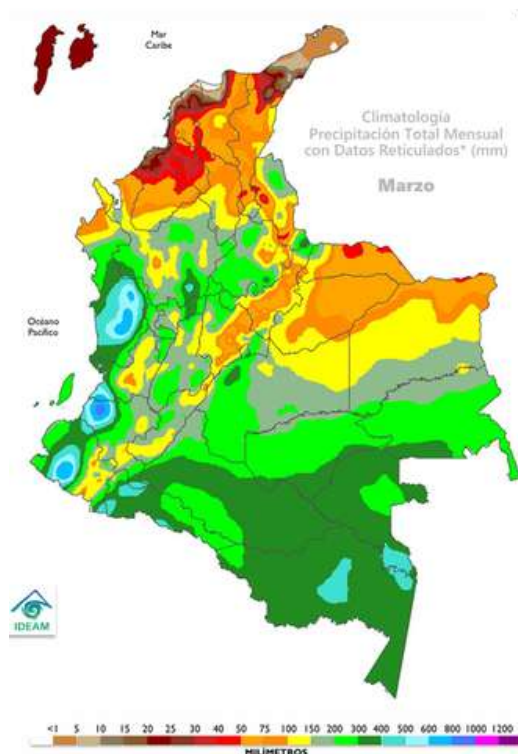 Mar
Caribe
Climatología
Precipitación Total Mensual
con Datos Reticulados* (mm)
Marzo
Océano
Pacífico
IDEAM
<1 5 10 15 20 25 30 40 50 75 100 150 200 300 400 500 600 800 1000 1200
MILÍMETROS